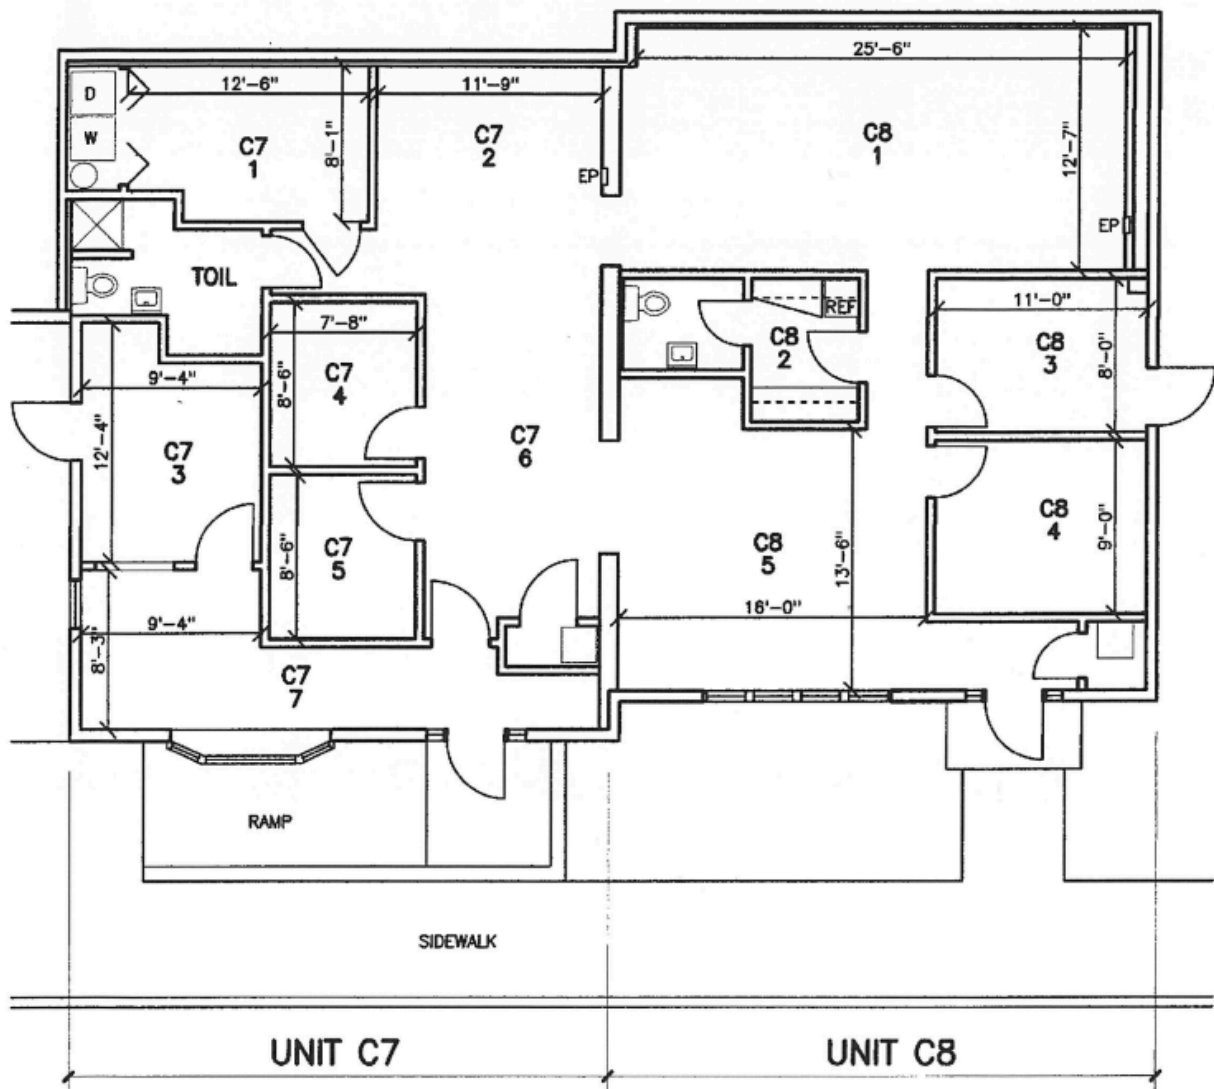 25'-6"
D
12'-6"
11'-9"
W
C7
1
8'-1"
C7
2
C8
1
12'-7"
EP
EP
TOIL
REF
11'-0"
7'-8"
C8
2
C8
3
8'-0"
9'-4"
8'-6"
C7
4
12'-4"
C7
3
C7
6
8'-6"
C7
5
C8
5
13'-6"
C8
4
9'-0"
16'-0"
9'-4"
8'-3"
C7
7
RAMP
SIDEWALK
UNIT C7
UNIT C8